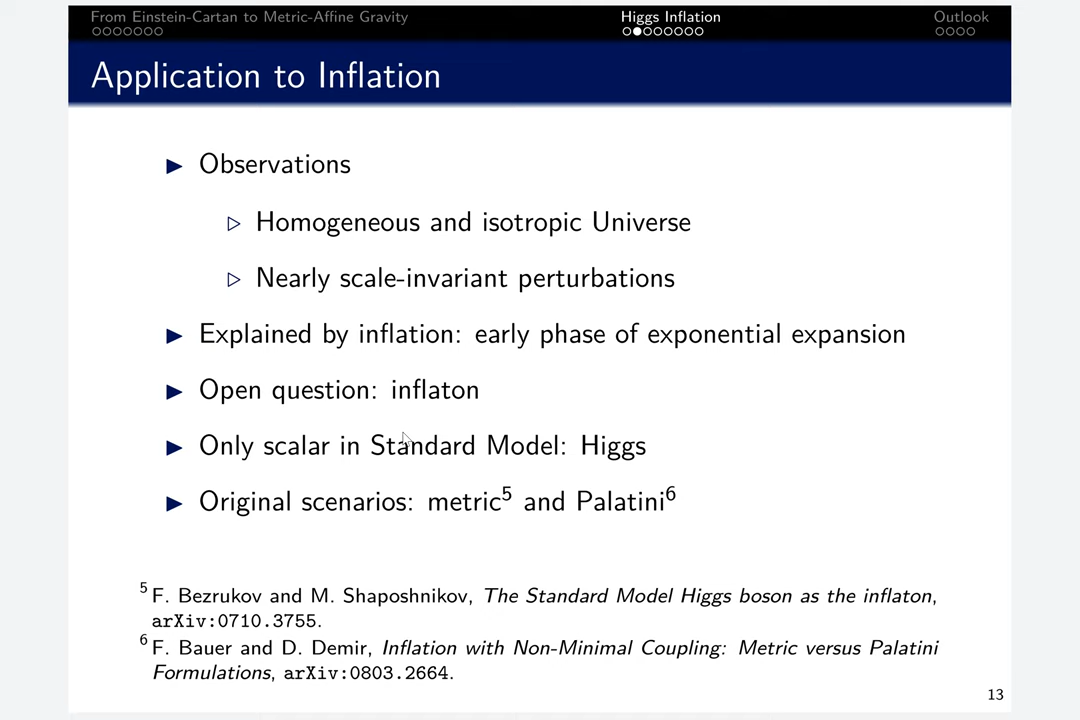 From Einstein-Cartan to Metric-Affine Gravity
Higgs Inflation
Outlook
Application to Inflation
Observations
Homogeneous and isotropic Universe
Nearly scale-invariant perturbations
Explained by inflation: early phase of exponential expansion
Open question: inflaton
Only scalar in Standard Model: Higgs
Original scenarios: metric⁵ and Palatini⁶
⁵ F. Bezrukov and M. Shaposhnikov, The Standard Model Higgs boson as the inflaton,
arXiv:0710.3755.
⁶ F. Bauer and D. Demir, Inflation with Non-Minimal Coupling: Metric versus Palatini
Formulations, arXiv:0803.2664.
13